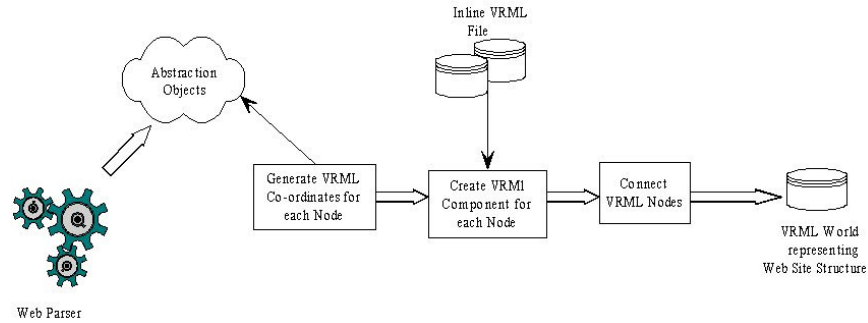 Inline VRML
File
Abstraction
Objects
Generate VRML
Co-ordinates for
each Node
Create VRMl
Component for
each Node
Connect
VRML Nodes
VRML World
representing
Web Site Structure
Web Parser